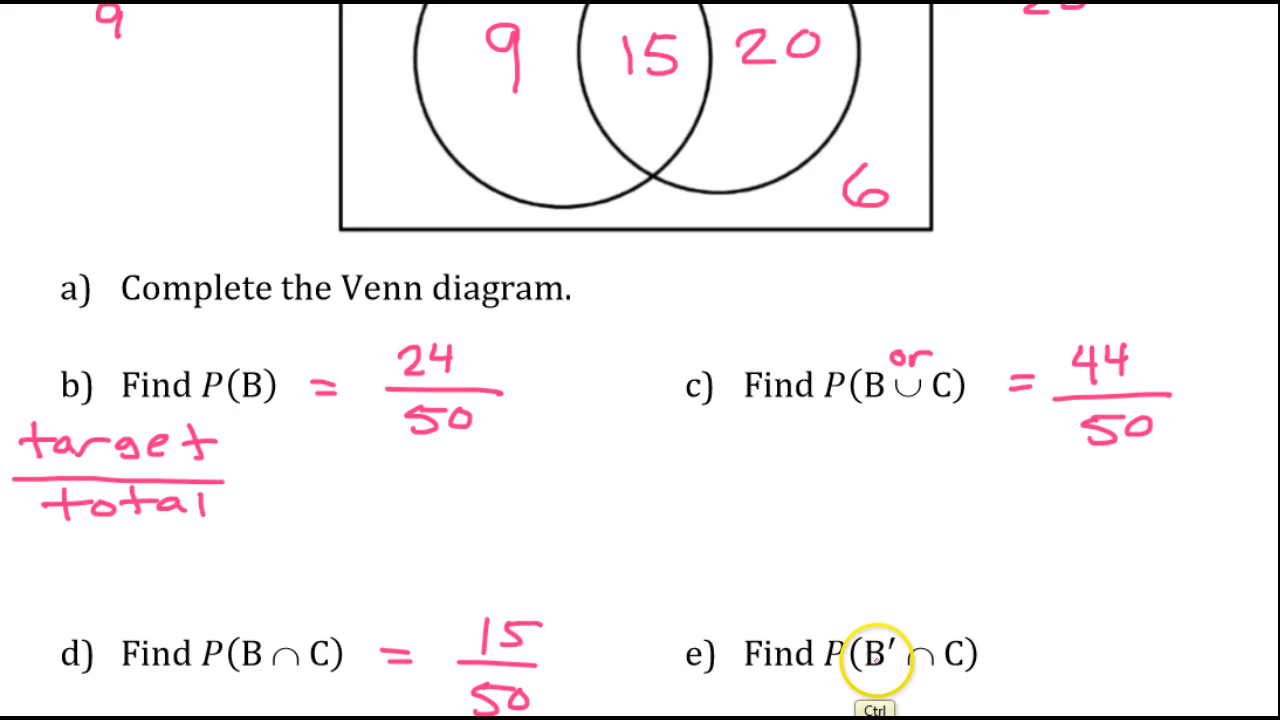 9
9 15 20
6
a) Complete the Venn diagram.
b) Find P(B) = 24/50
target
total
c) Find P(B ∪ C) = 44/50
or
d) Find P(B ∩ C) = 15/50
e) Find P(B′ ∩ C)
Ctrl